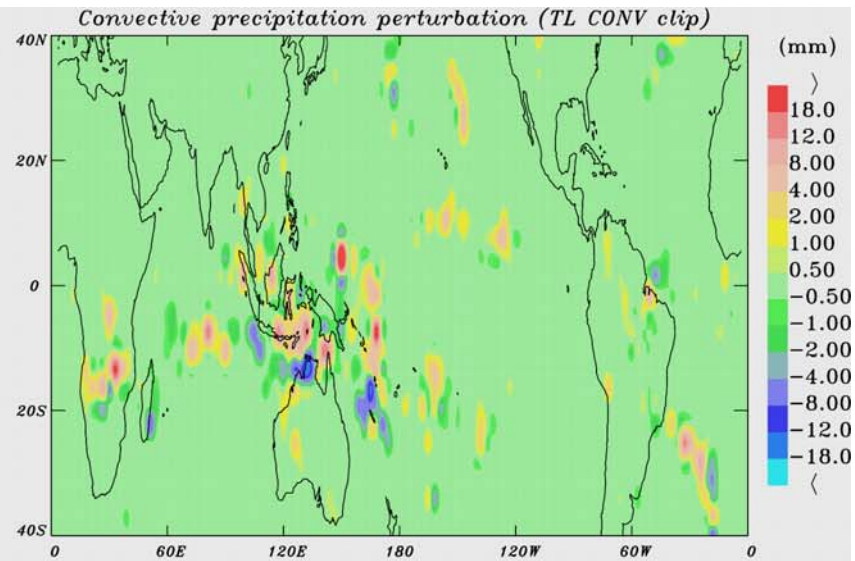 Convective precipitation perturbation (TL CONV clip)
40N
20N
0
20S
40S
0 60E 120E 180 120W 60W 0
(mm)
>
18.0
12.0
8.00
4.00
2.00
1.00
0.50
-0.50
-1.00
-2.00
-4.00
-8.00
-12.0
-18.0
<